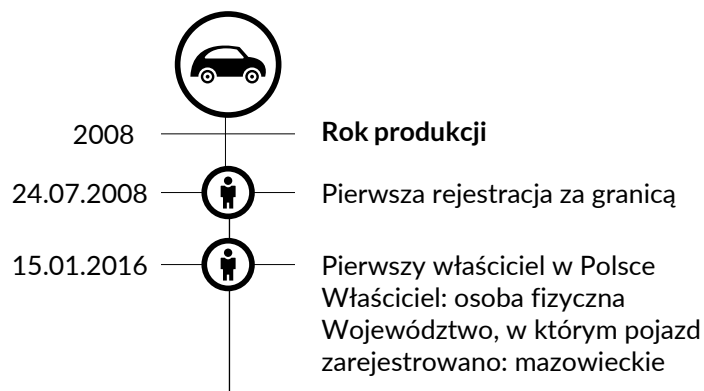 2008 Rok produkcji
24.07.2008 Pierwsza rejestracja za granicą
15.01.2016 Pierwszy właściciel w Polsce
Właściciel: osoba fizyczna
Województwo, w którym pojazd
zarejestrowano: mazowieckie